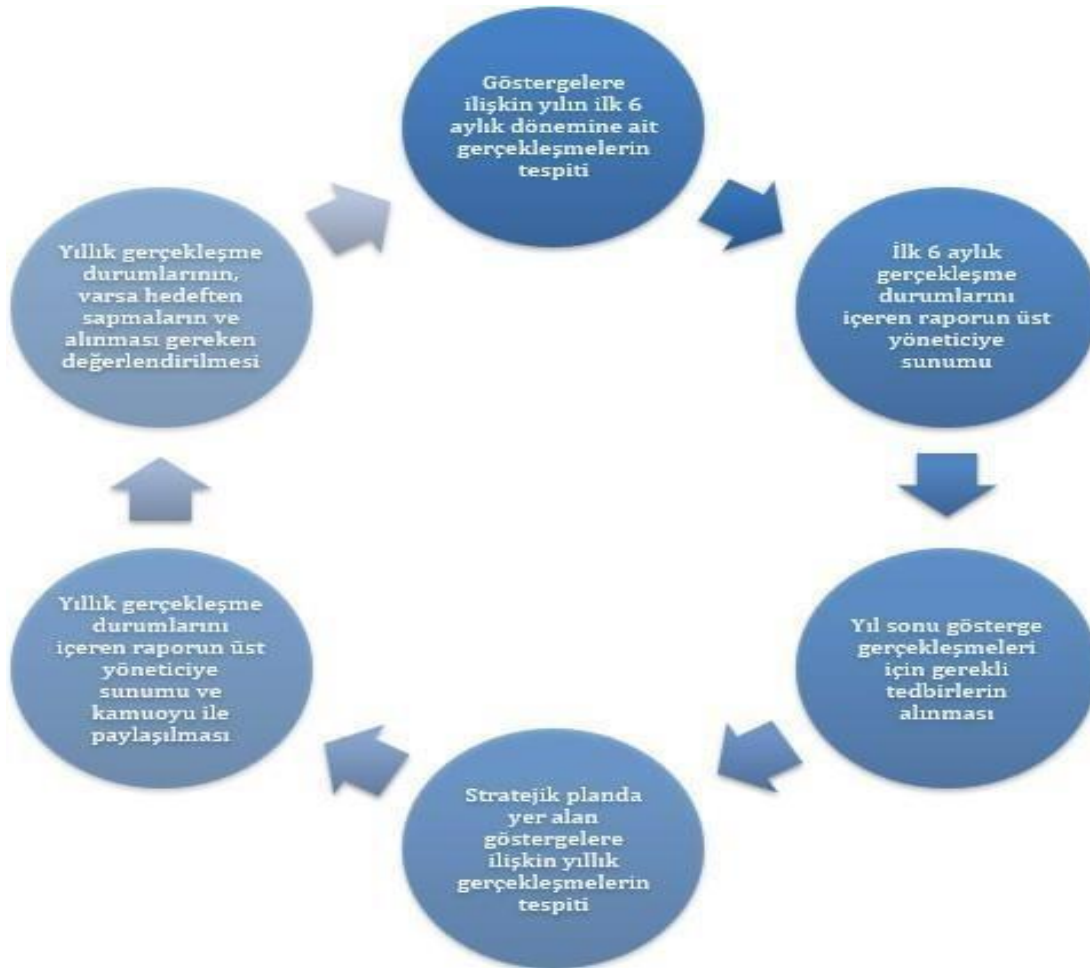 Göstergelere
ilişkin yılın ilk 6
aylık dönemine ait
gerçekleşmelerin
tespiti
İlk 6 aylık
gerçekleşme
durumlarını
içeren raporun üst
yöneticiye
sunumu
Yıl sonu gösterge
gerçekleşmeleri
için gerekli
tedbirlerin
alınması
Stratejik planda
yer alan
göstergelere
ilişkin yıllık
gerçekleşmelerin
tespiti
Yıllık gerçekleşme
durumlarını
içeren raporun üst
yöneticiye
sunumu ve
kamuoyu ile
paylaşılması
Yıllık gerçekleşme
durumlarının,
varsa hedeften
sapmaların ve
alınması gereken
değerlendirilmesi